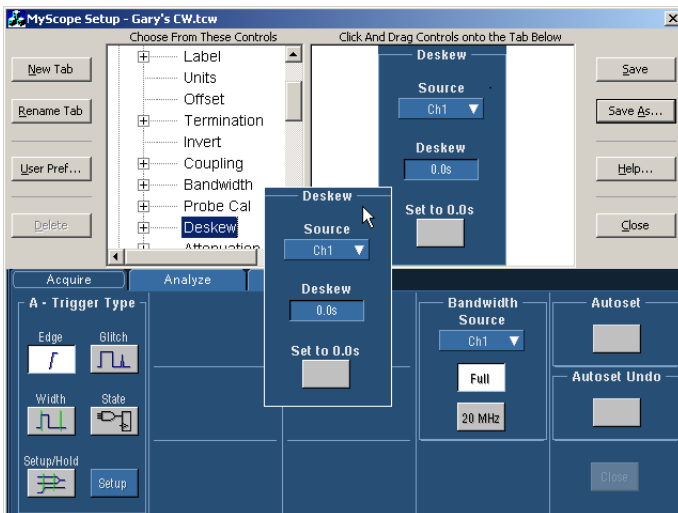 MyScope Setup - Gary's CW.tcw
Choose From These Controls
Click And Drag Controls onto the Tab Below
New Tab
Rename Tab
User Pref...
Delete
Label
Units
Offset
Termination
Invert
Coupling
Bandwidth
Probe Cal
Deskew
Attenuation
Deskew
Source
Ch1
Deskew
0.0s
Set to 0.0s
Save
Save As...
Help...
Close
Deskew
Source
Ch1
Deskew
0.0s
Set to 0.0s
Acquire
Analyze
A - Trigger Type
Edge
Glitch
Width
State
Setup/Hold
Setup
Bandwidth
Source
Ch1
Full
20 MHz
Autoset
Autoset Undo
Close